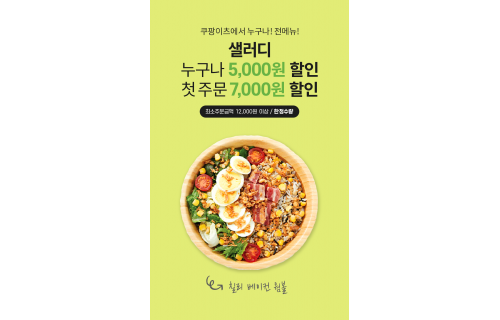 쿠팡이츠에서 누구나! 전메뉴!
샐러디
누구나 5,000원 할인
첫 주문 7,000원 할인
최소주문금액 12,000원 이상 / 한정수량
칠리 베이컨 웜볼